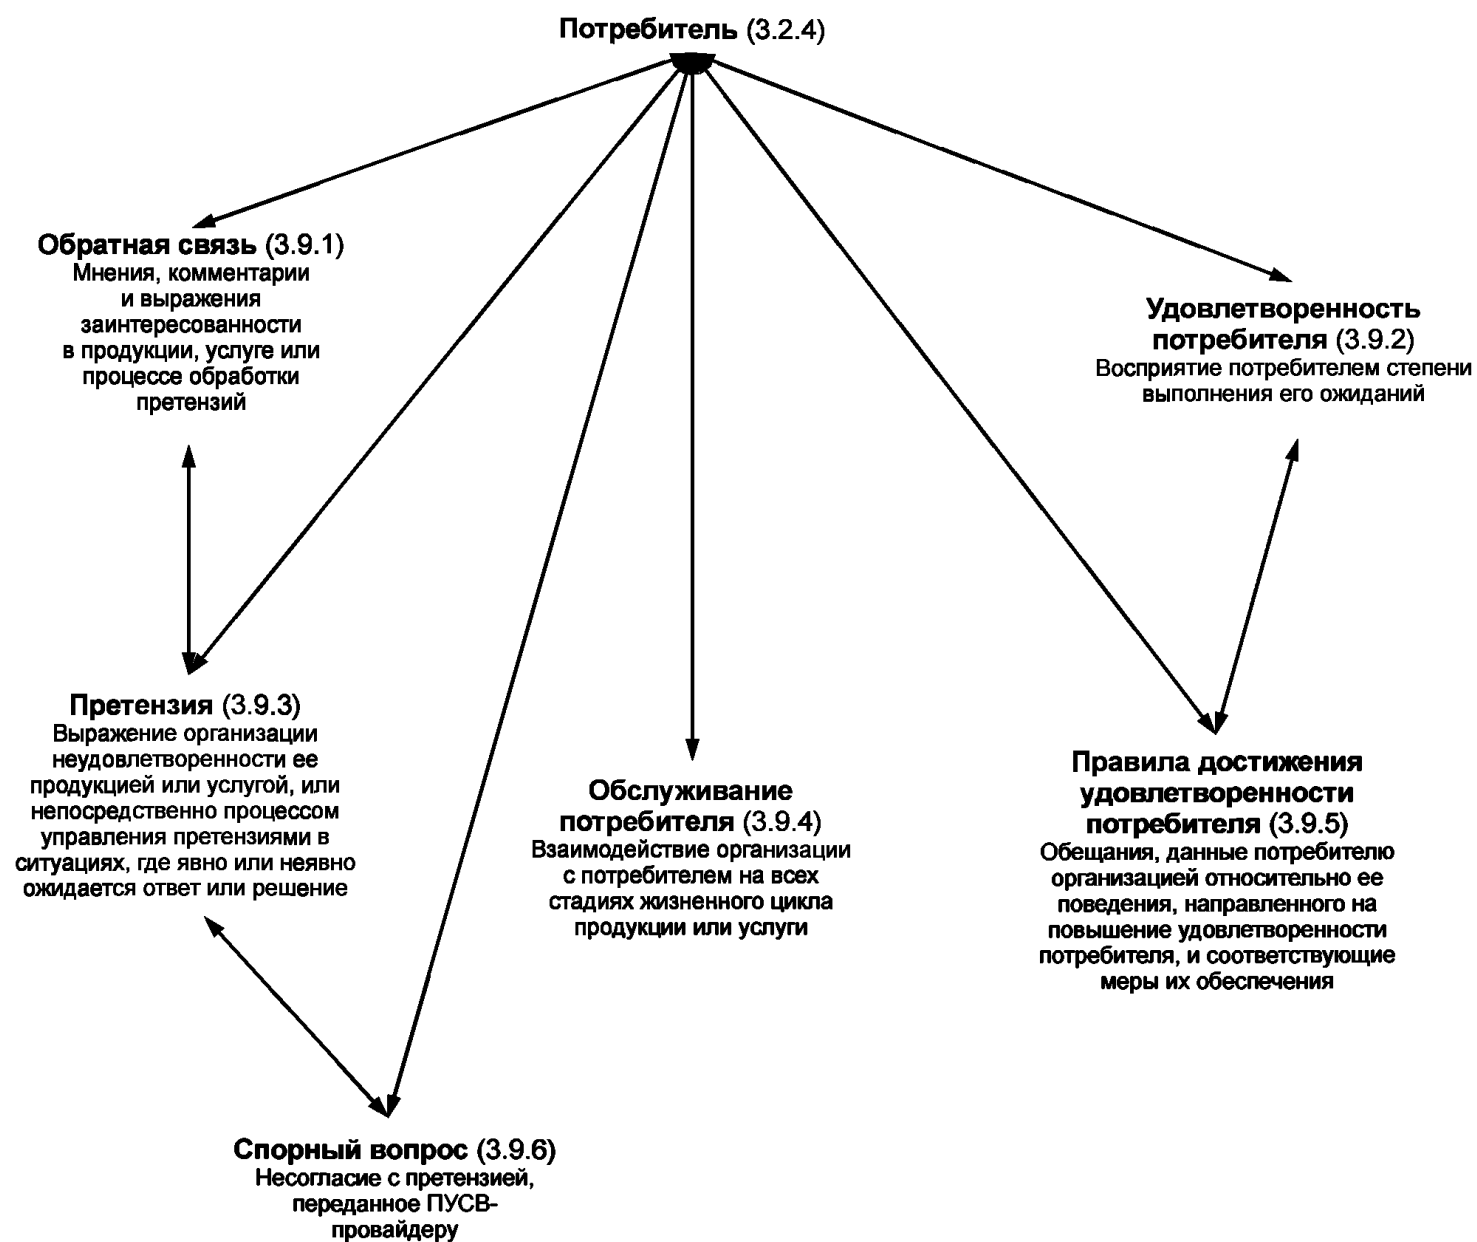 Потребитель (3.2.4)
Обратная связь (3.9.1)
Мнения, комментарии
и выражения
заинтересованности
в продукции, услуге или
процессе обработки
претензий
Удовлетворенность
потребителя (3.9.2)
Восприятие потребителем степени
выполнения его ожиданий
Претензия (3.9.3)
Выражение организации
неудовлетворенности ее
продукцией или услугой, или
непосредственно процессом
управления претензиями в
ситуациях, где явно или неявно
ожидается ответ или решение
Обслуживание
потребителя (3.9.4)
Взаимодействие организации
с потребителем на всех
стадиях жизненного цикла
продукции или услуги
Правила достижения
удовлетворенности
потребителя (3.9.5)
Обещания, данные потребителю
организацией относительно ее
поведения, направленного на
повышение удовлетворенности
потребителя, и соответствующие
меры их обеспечения
Спорный вопрос (3.9.6)
Несогласие с претензией,
переданное ПУСВ-
провайдеру